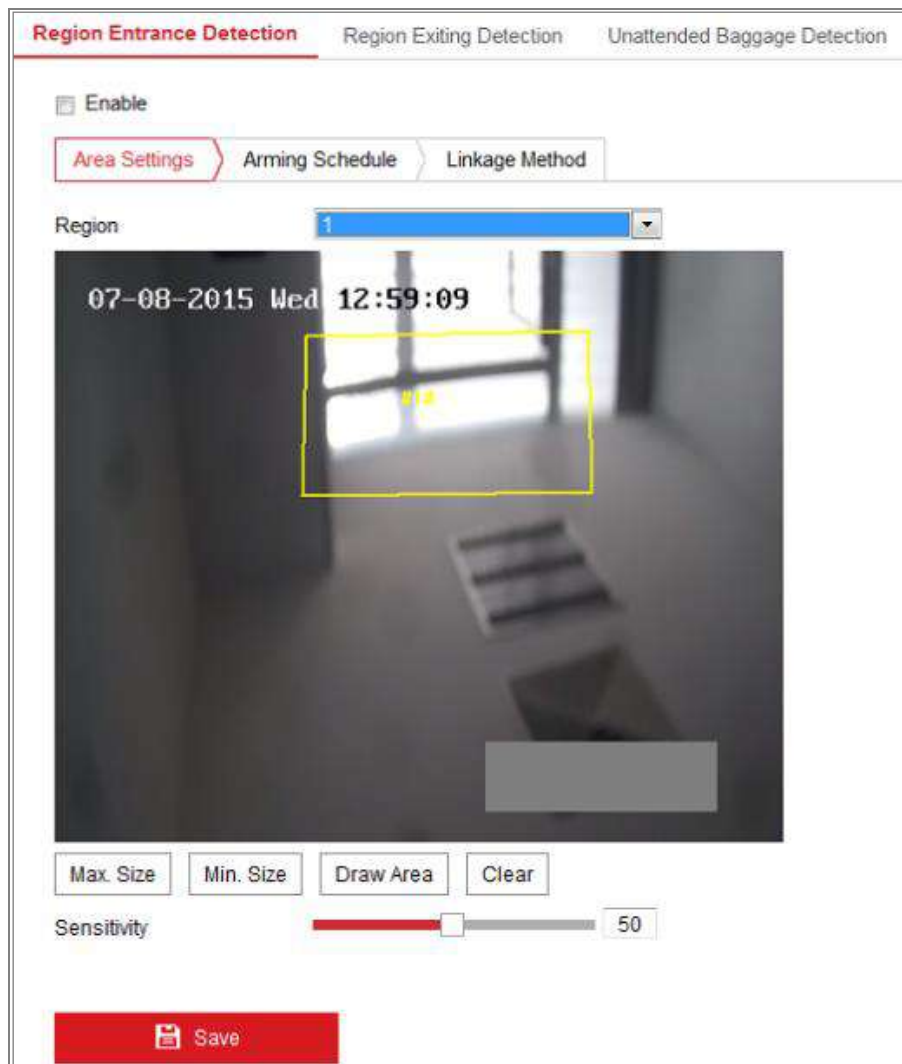 Region Entrance Detection Region Exiting Detection Unattended Baggage Detection
Enable
Area Settings Arming Schedule Linkage Method
Region 1
07-08-2015 Wed 12:59:09
#1#
Max. Size Min. Size Draw Area Clear
Sensitivity 50
Save